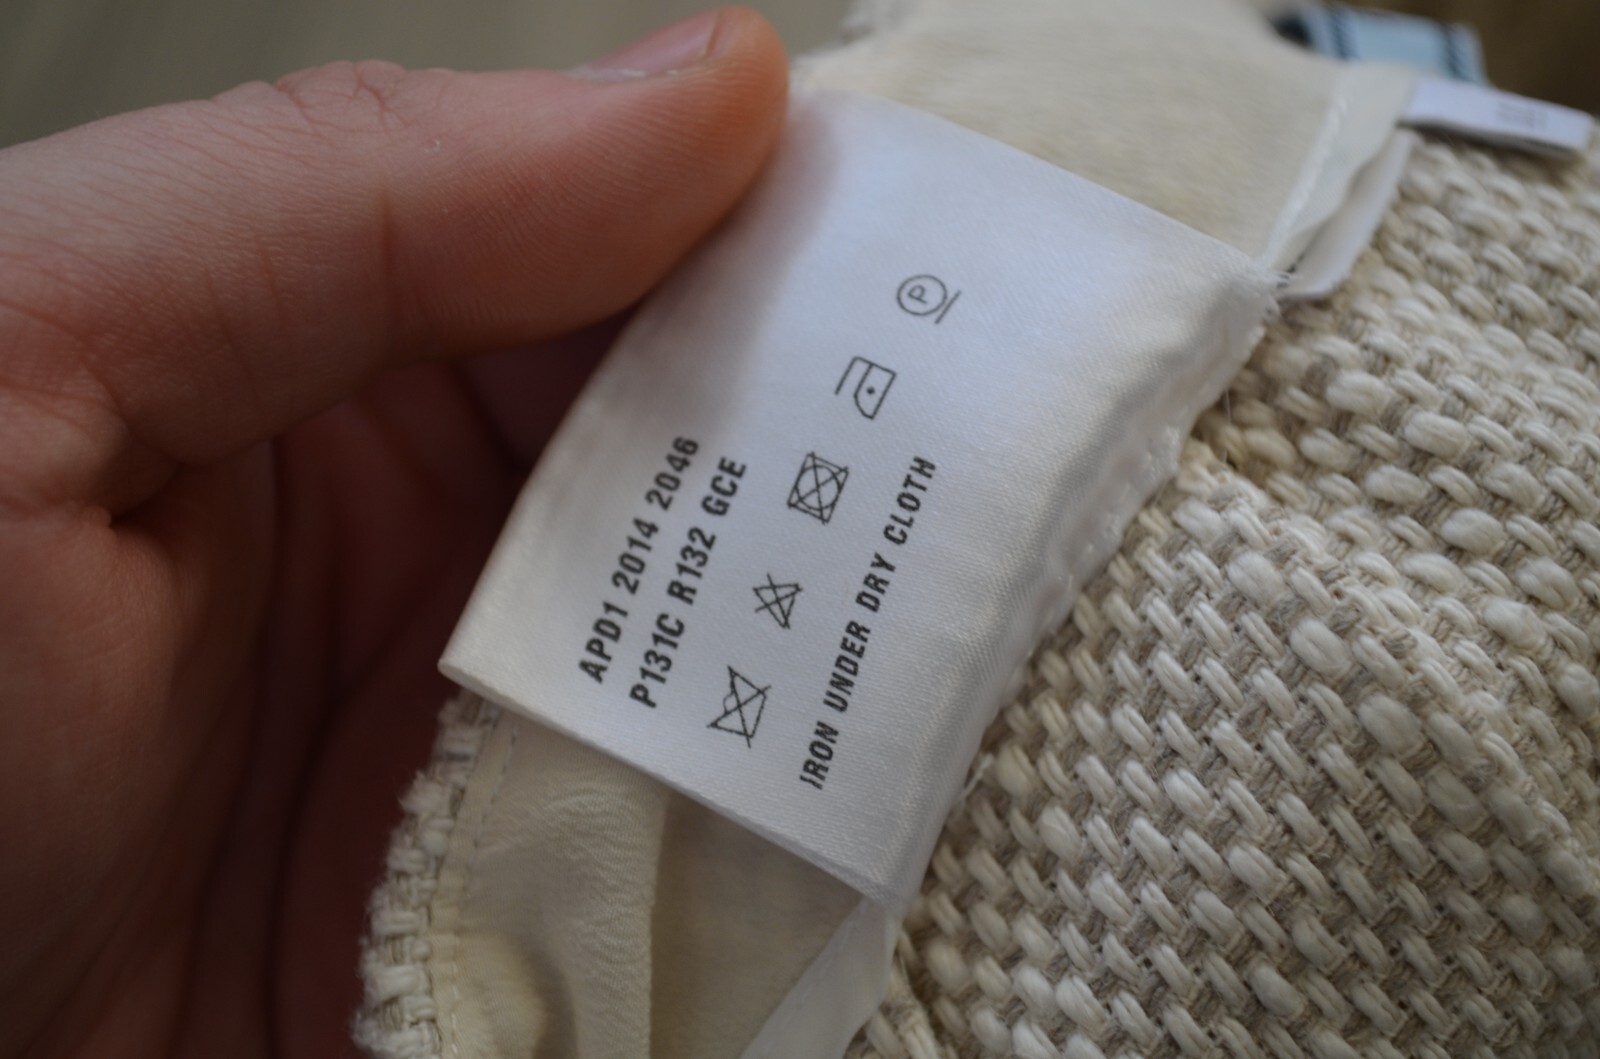 APD1 2014 2046
P131C R132 GCE
P
IRON UNDER DRY CLOTH